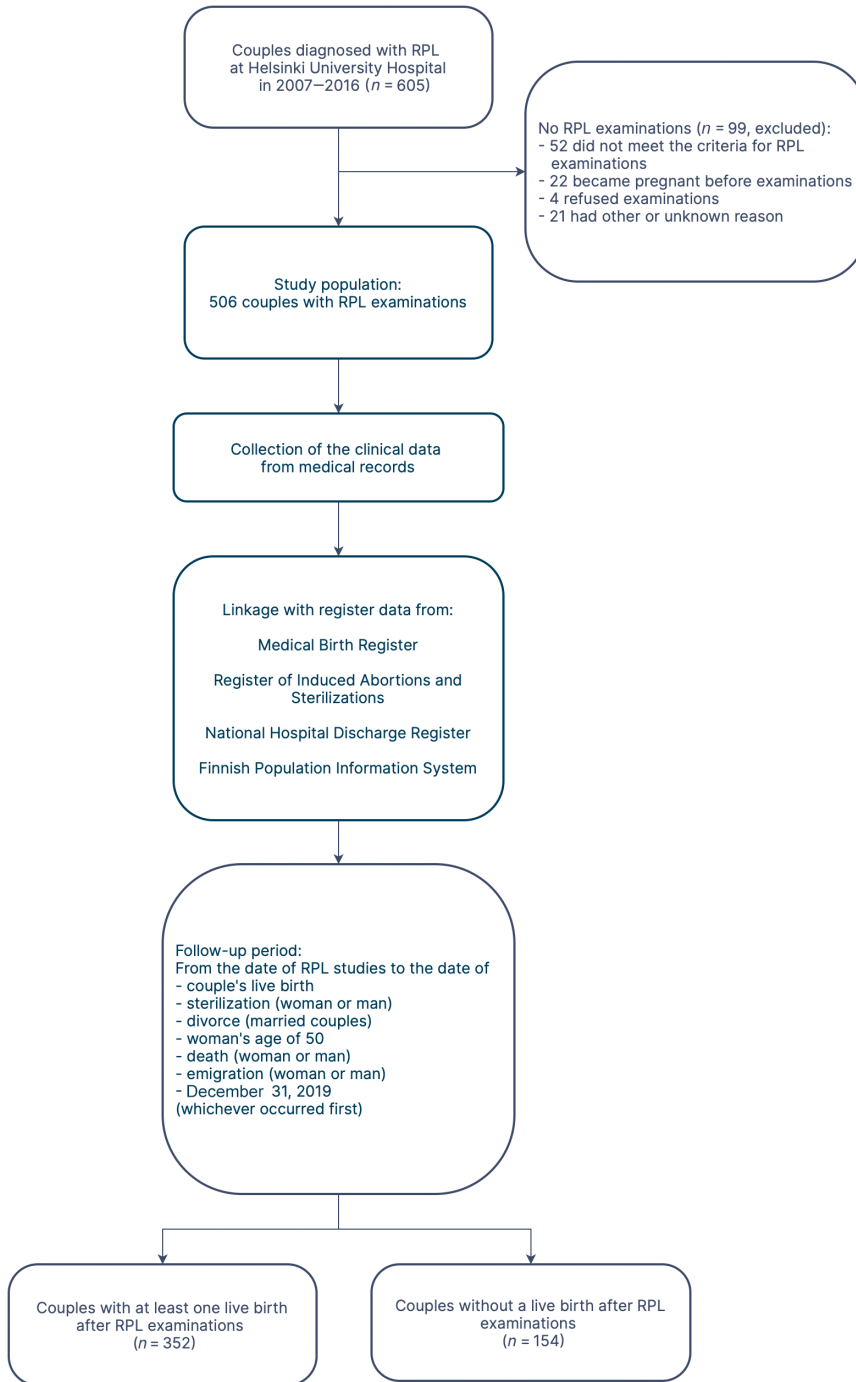 Couples diagnosed with RPL
at Helsinki University Hospital
in 2007–2016 (n = 605)
No RPL examinations (n = 99, excluded):
- 52 did not meet the criteria for RPL
examinations
- 22 became pregnant before examinations
- 4 refused examinations
- 21 had other or unknown reason
Study population:
506 couples with RPL examinations
Collection of the clinical data
from medical records
Linkage with register data from:
Medical Birth Register
Register of Induced Abortions and
Sterilizations
National Hospital Discharge Register
Finnish Population Information System
Follow-up period:
From the date of RPL studies to the date of
- couple's live birth
- sterilization (woman or man)
- divorce (married couples)
- woman's age of 50
- death (woman or man)
- emigration (woman or man)
- December 31, 2019
(whichever occurred first)
Couples with at least one live birth
after RPL examinations
(n = 352)
Couples without a live birth after RPL
examinations
(n = 154)